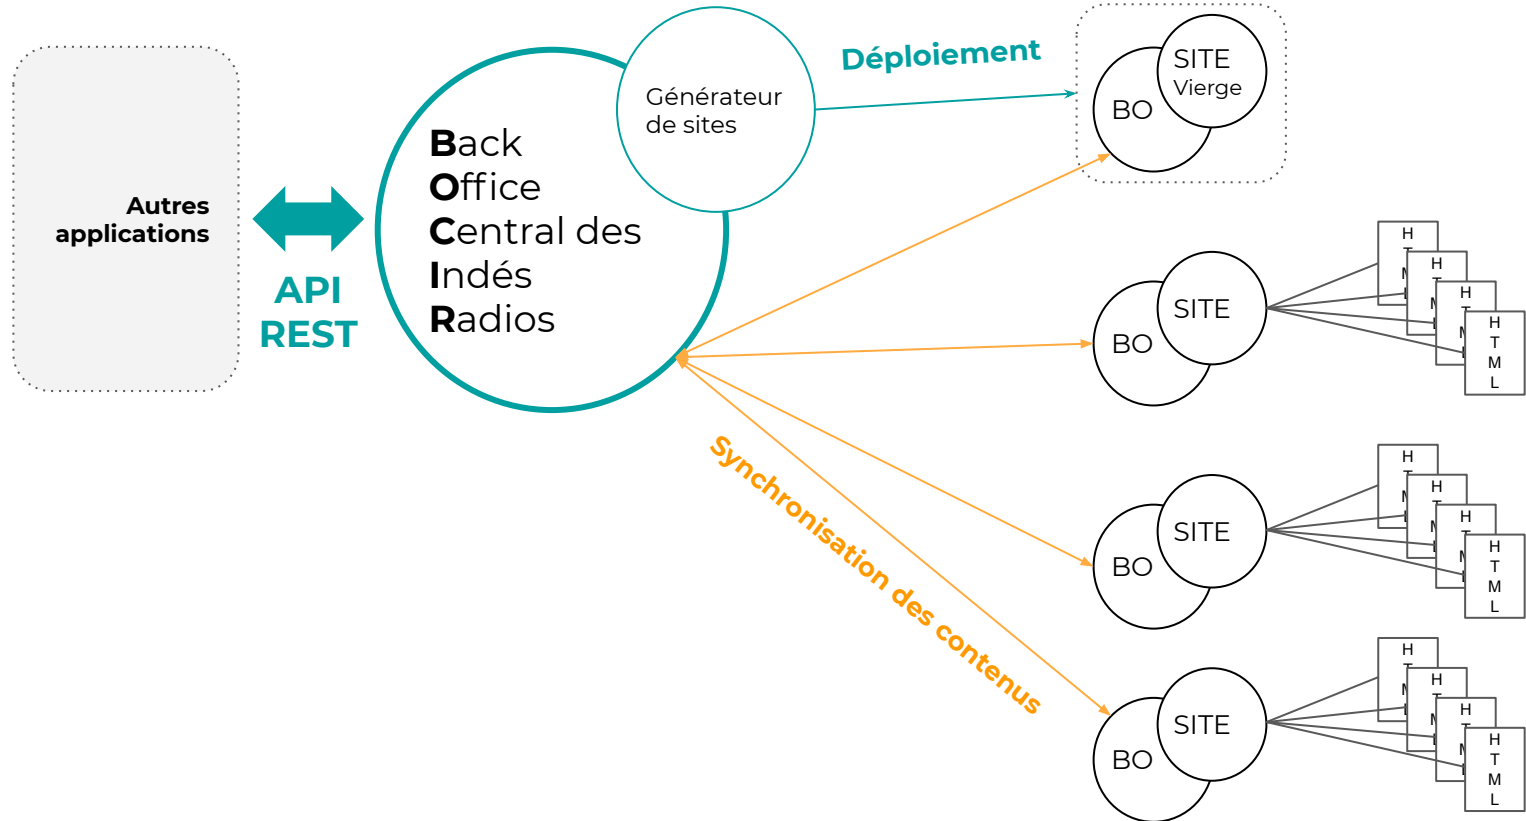 Autres
applications
API
REST
Back
Office
Central des
Indés
Radios
Générateur
de sites
Déploiement
Synchronisation des contenus
BO
SITE
Vierge
BO
SITE
H
T
M
L
H
T
M
L
H
T
M
L
H
T
M
L
BO
SITE
H
T
M
L
H
T
M
L
H
T
M
L
H
T
M
L
BO
SITE
H
T
M
L
H
T
M
L
H
T
M
L
H
T
M
L